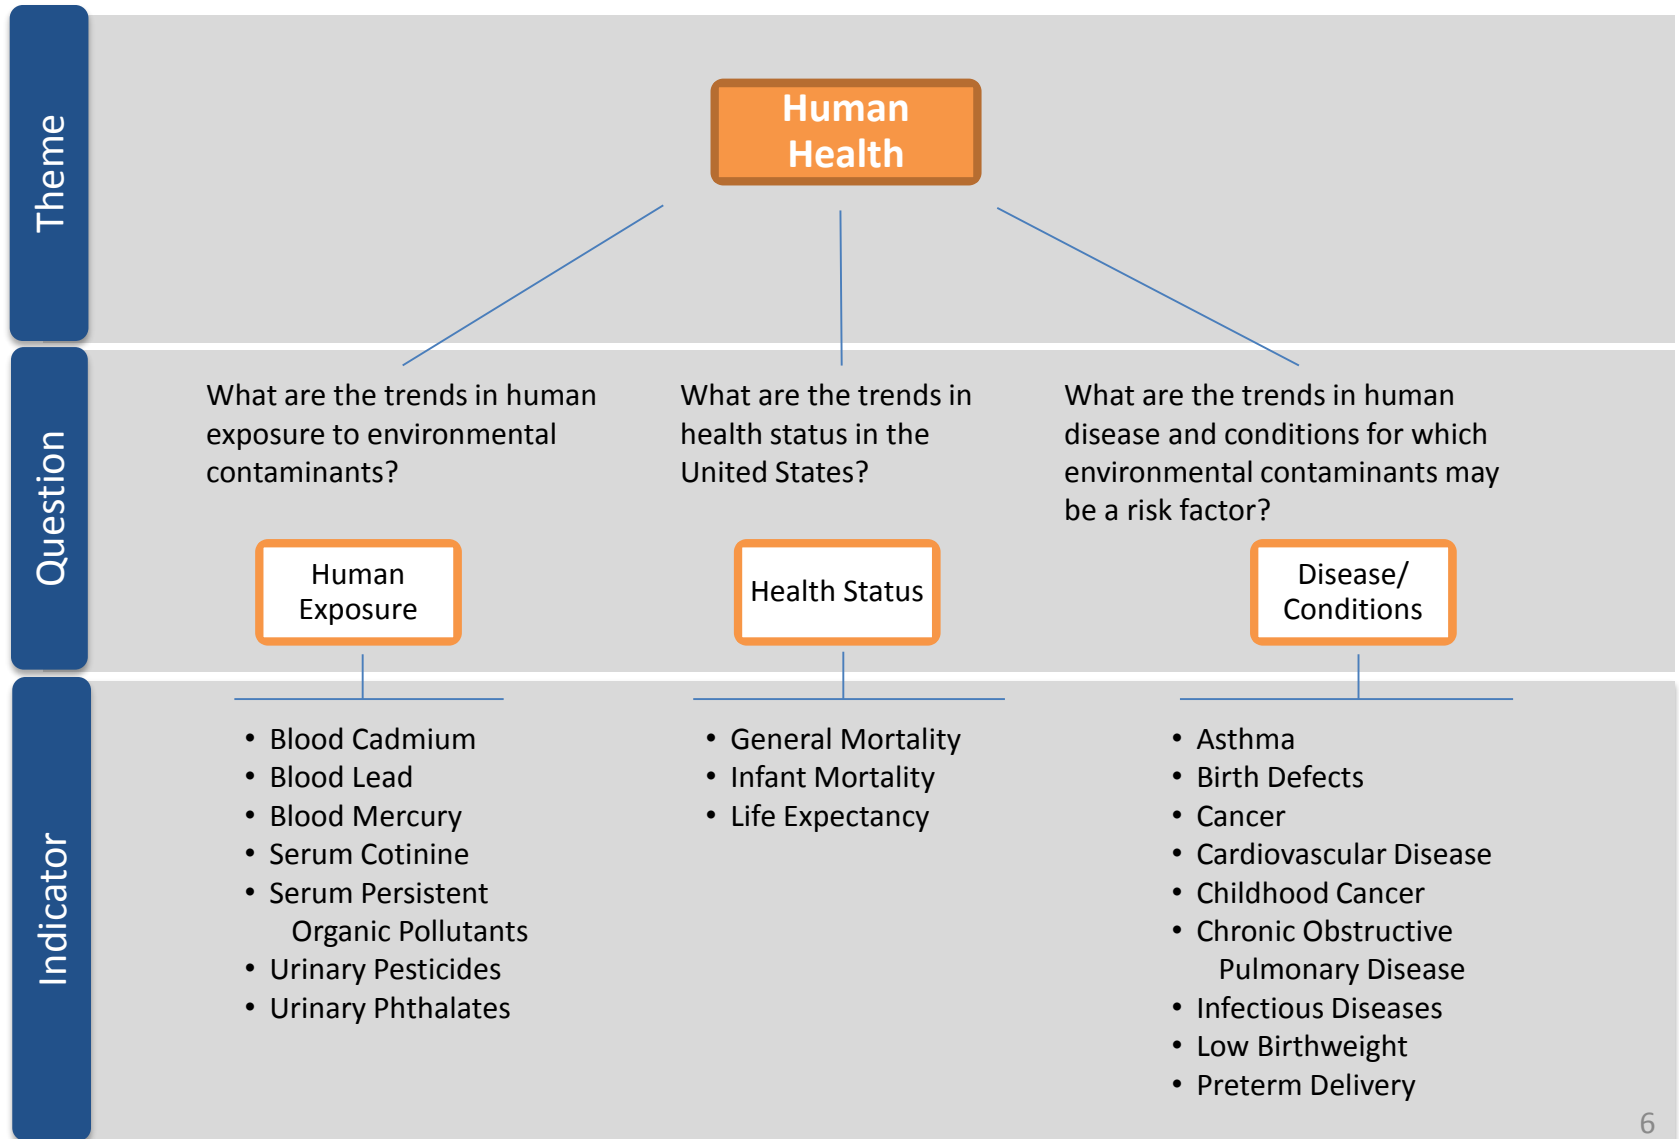 Theme
Human
Health
Question
What are the trends in human
exposure to environmental
contaminants?
Human
Exposure
What are the trends in
health status in the
United States?
Health Status
What are the trends in human
disease and conditions for which
environmental contaminants may
be a risk factor?
Disease/
Conditions
Indicator
• Blood Cadmium
• Blood Lead
• Blood Mercury
• Serum Cotinine
• Serum Persistent
Organic Pollutants
• Urinary Pesticides
• Urinary Phthalates
• General Mortality
• Infant Mortality
• Life Expectancy
• Asthma
• Birth Defects
• Cancer
• Cardiovascular Disease
• Childhood Cancer
• Chronic Obstructive
Pulmonary Disease
• Infectious Diseases
• Low Birthweight
• Preterm Delivery
6